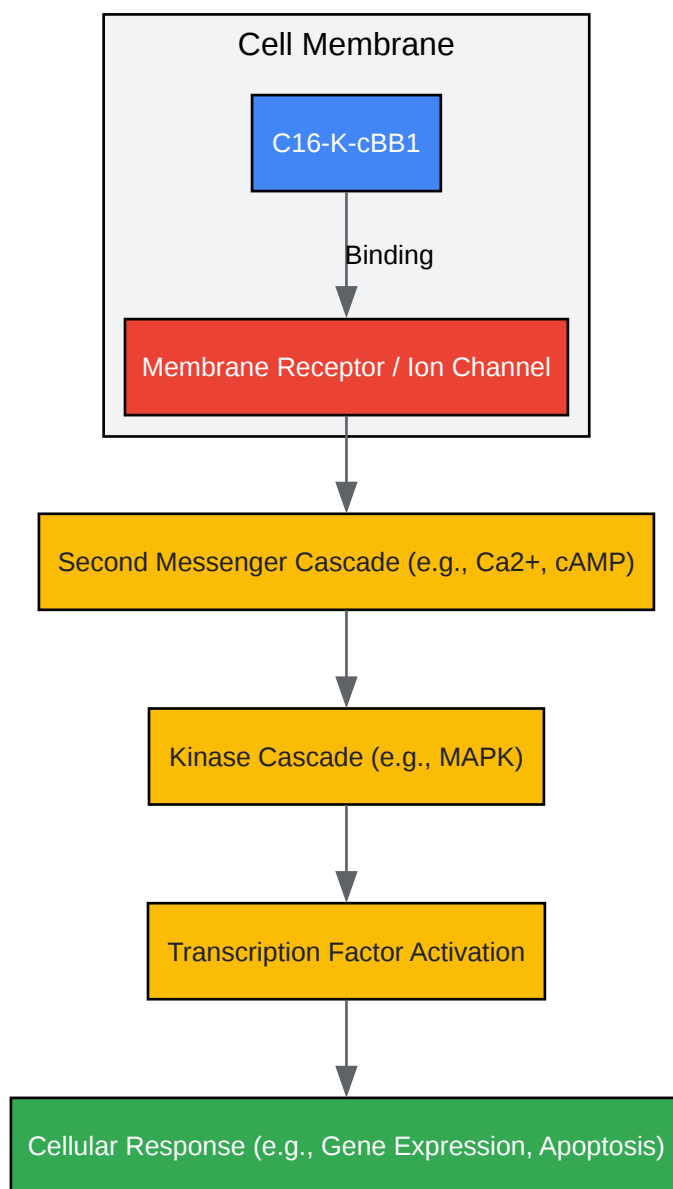 Cell Membrane
C16-K-cBB1
Binding
Membrane Receptor / Ion Channel
Second Messenger Cascade (e.g., Ca2+, cAMP)
Kinase Cascade (e.g., MAPK)
Transcription Factor Activation
Cellular Response (e.g., Gene Expression, Apoptosis)